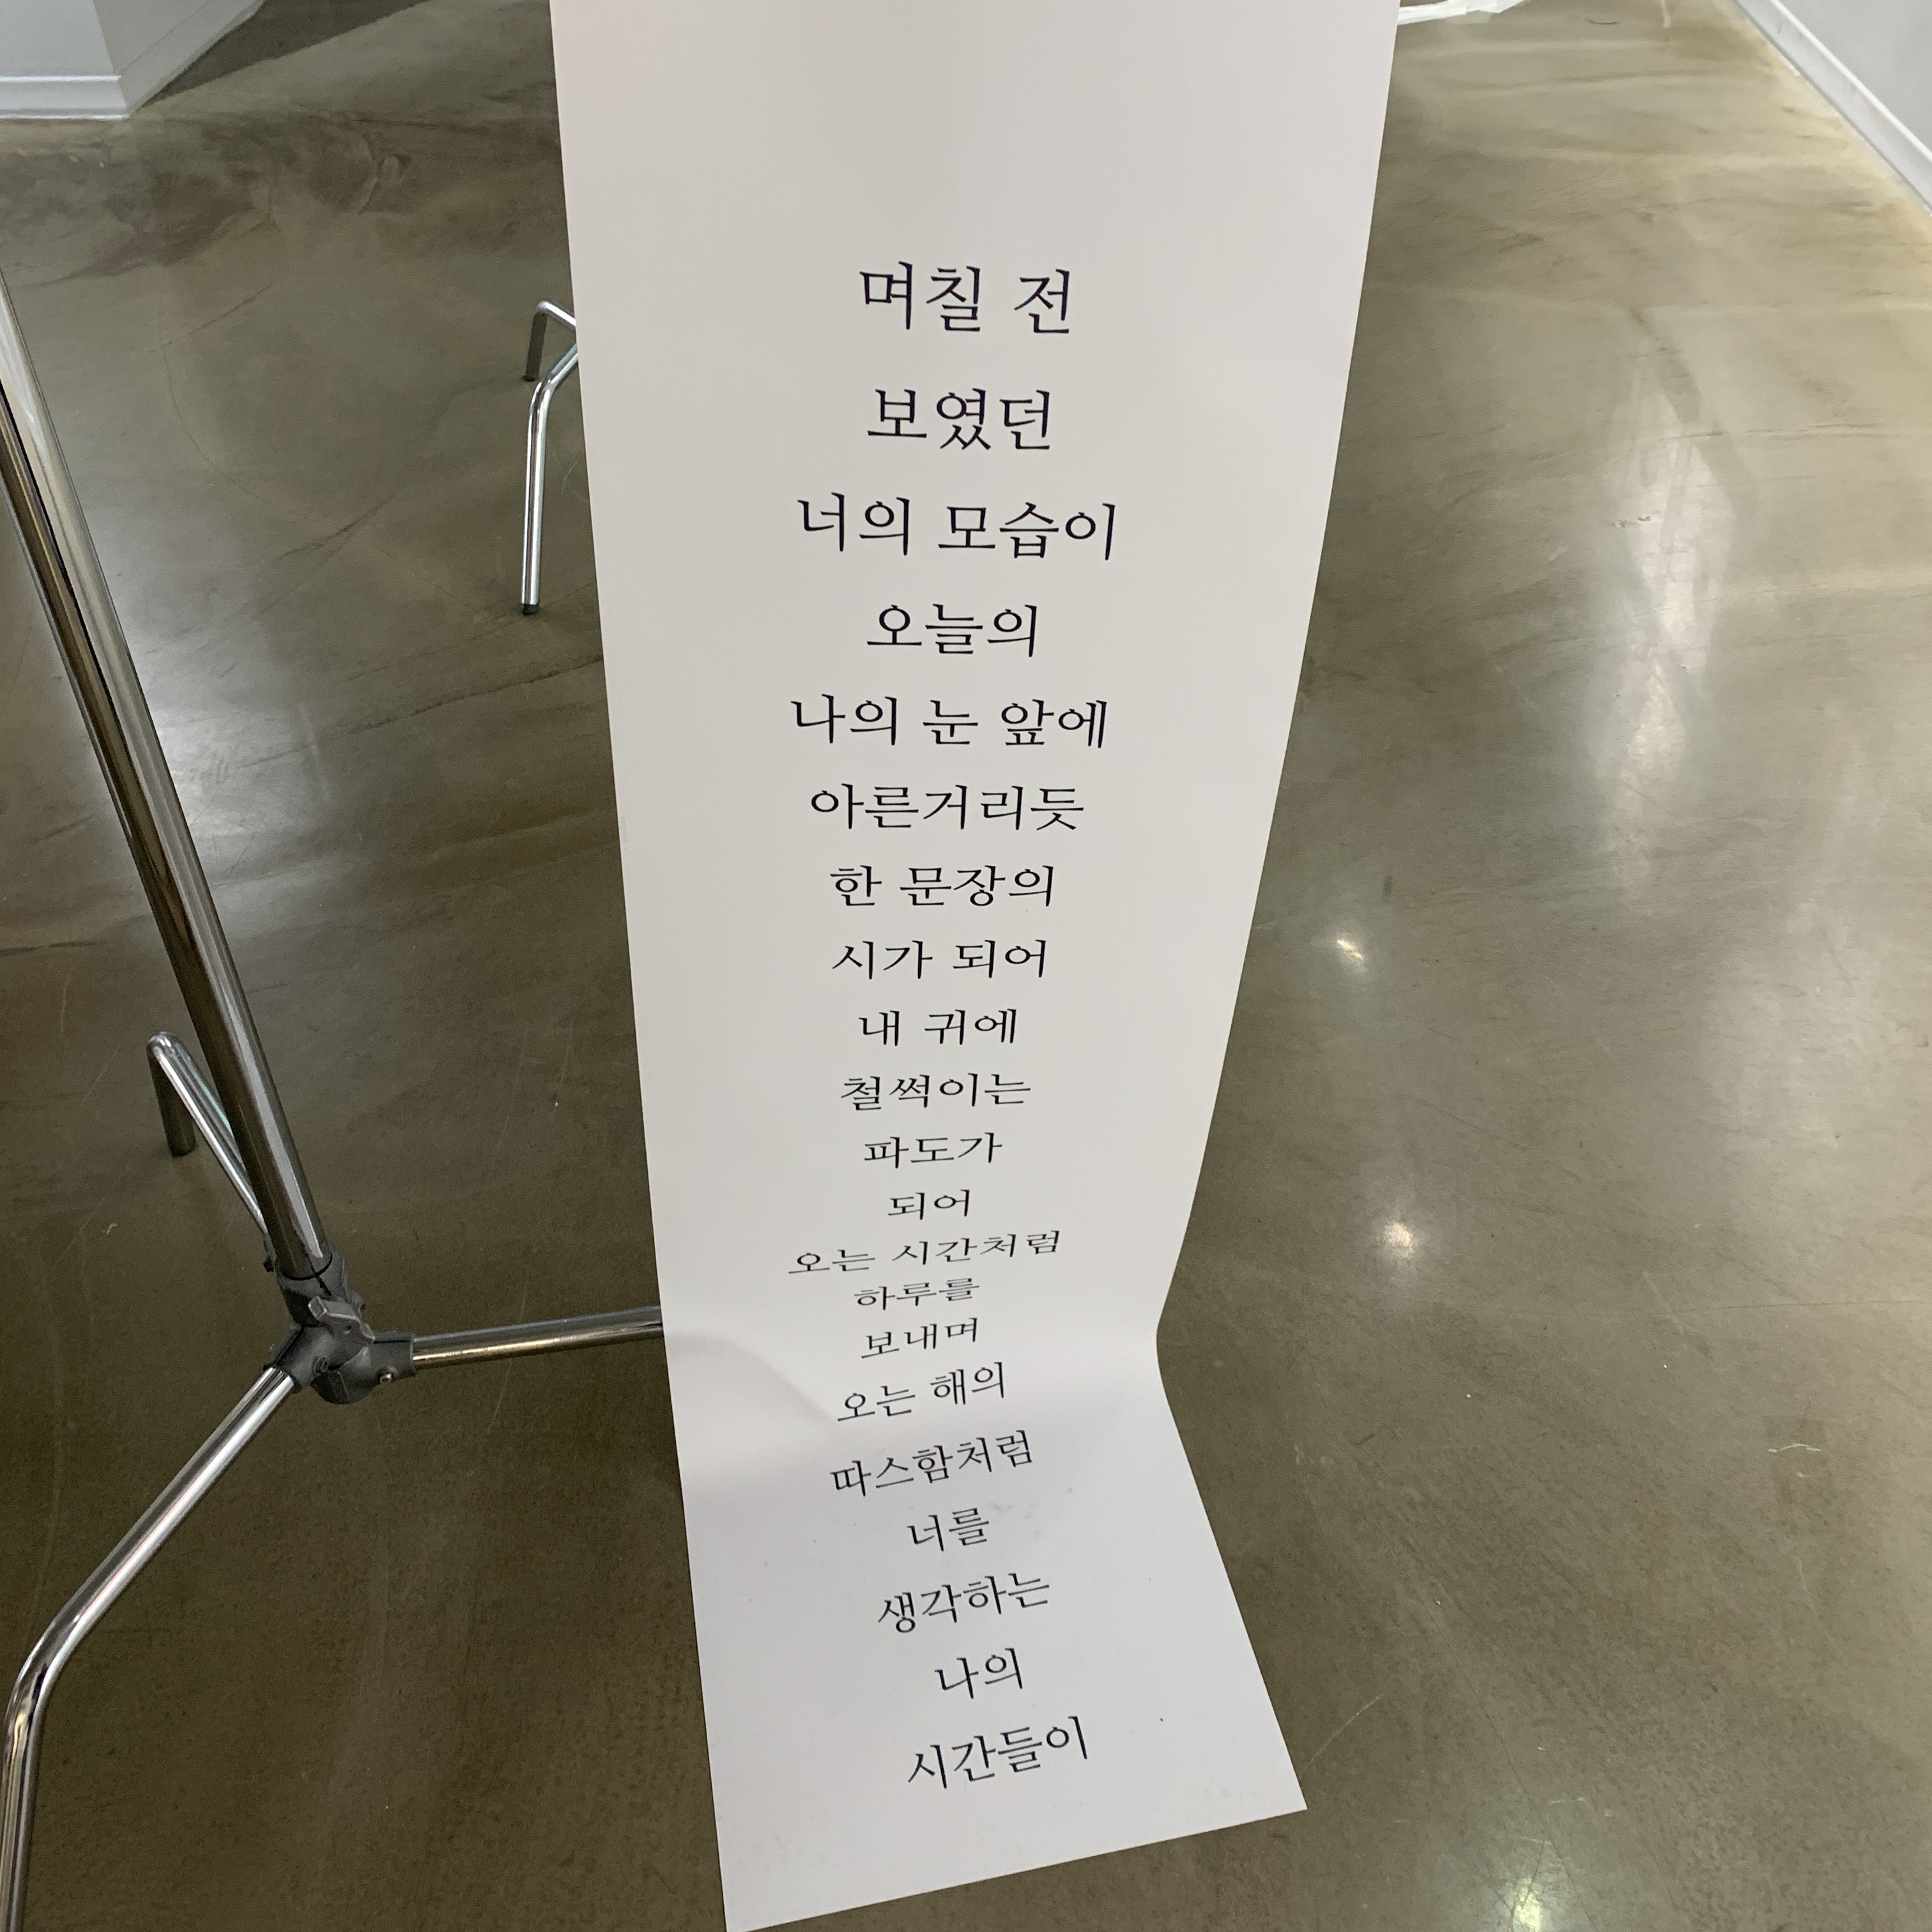 며칠 전
보였던
너의 모습이
오늘의
나의 눈 앞에
아른거리듯
한 문장의
시가 되어
내 귀에
철썩이는
파도가
되어
오는 시간처럼
하루를
보내며
오는 해의
따스함처럼
너를
생각하는
나의
시간들이